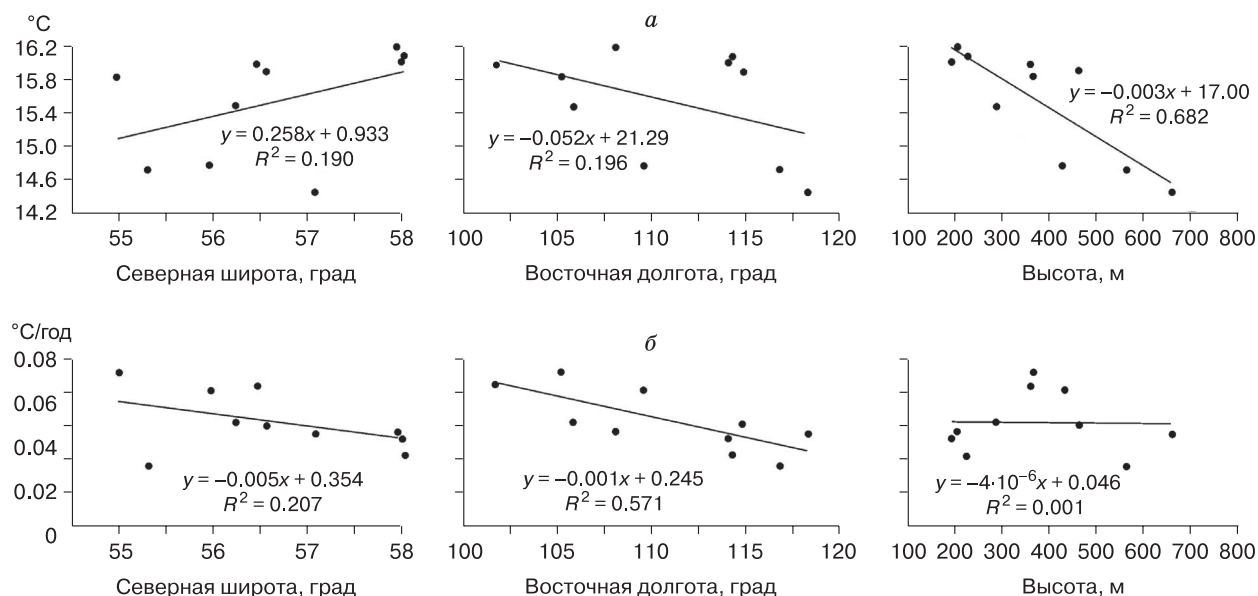 °C
а
16.2
15.8
15.4
15.0
14.6
14.2
y = 0.258x + 0.933
R² = 0.190
y = −0.052x + 21.29
R² = 0.196
y = −0.003x + 17.00
R² = 0.682
55 56 57 58
100 105 110 115 120
100 200 300 400 500 600 700 800
Северная широта, град
Восточная долгота, град
Высота, м
°C/год
б
0.08
0.06
0.04
0.02
0
y = −0.005x + 0.354
R² = 0.207
y = −0.001x + 0.245
R² = 0.571
y = −4·10⁻⁶x + 0.046
R² = 0.001
55 56 57 58
100 105 110 115 120
100 200 300 400 500 600 700 800
Северная широта, град
Восточная долгота, град
Высота, м